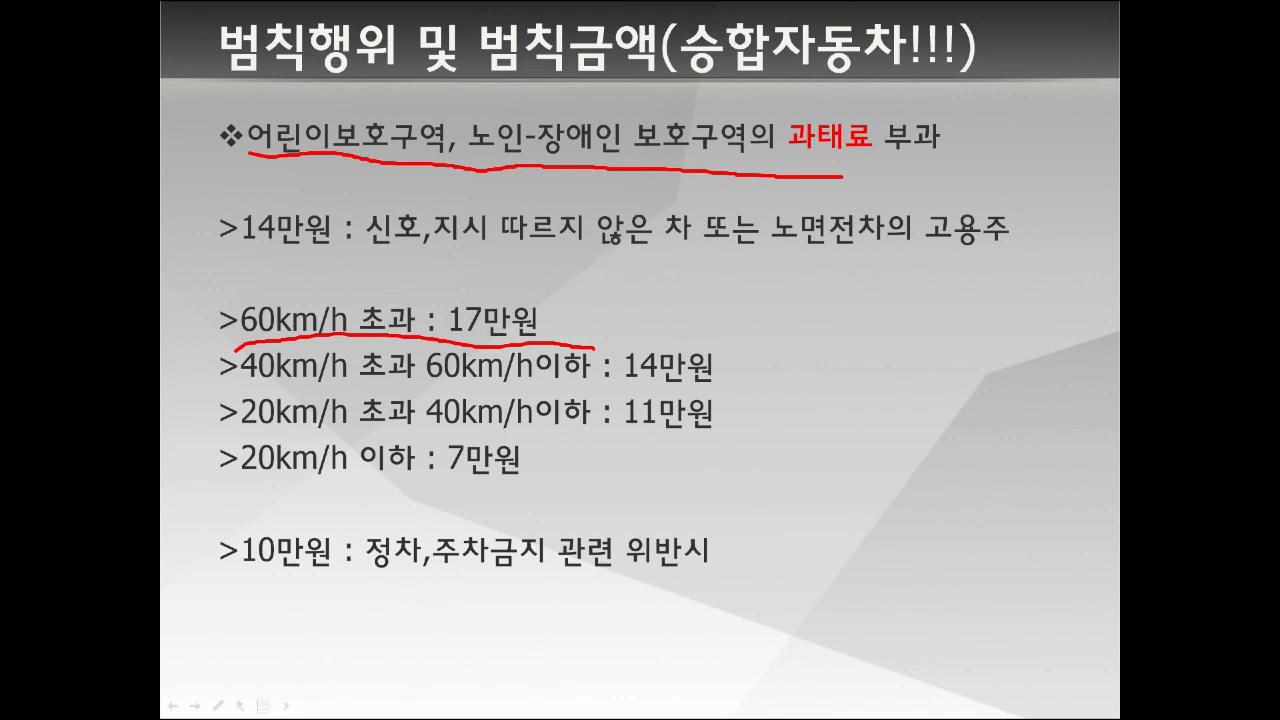 범칙행위 및 범칙금액(승합자동차!!!)
❖어린이보호구역, 노인-장애인 보호구역의 과태료 부과
>14만원 : 신호,지시 따르지 않은 차 또는 노면전차의 고용주
>60km/h 초과 : 17만원
>40km/h 초과 60km/h이하 : 14만원
>20km/h 초과 40km/h이하 : 11만원
>20km/h 이하 : 7만원
>10만원 : 정차,주차금지 관련 위반시